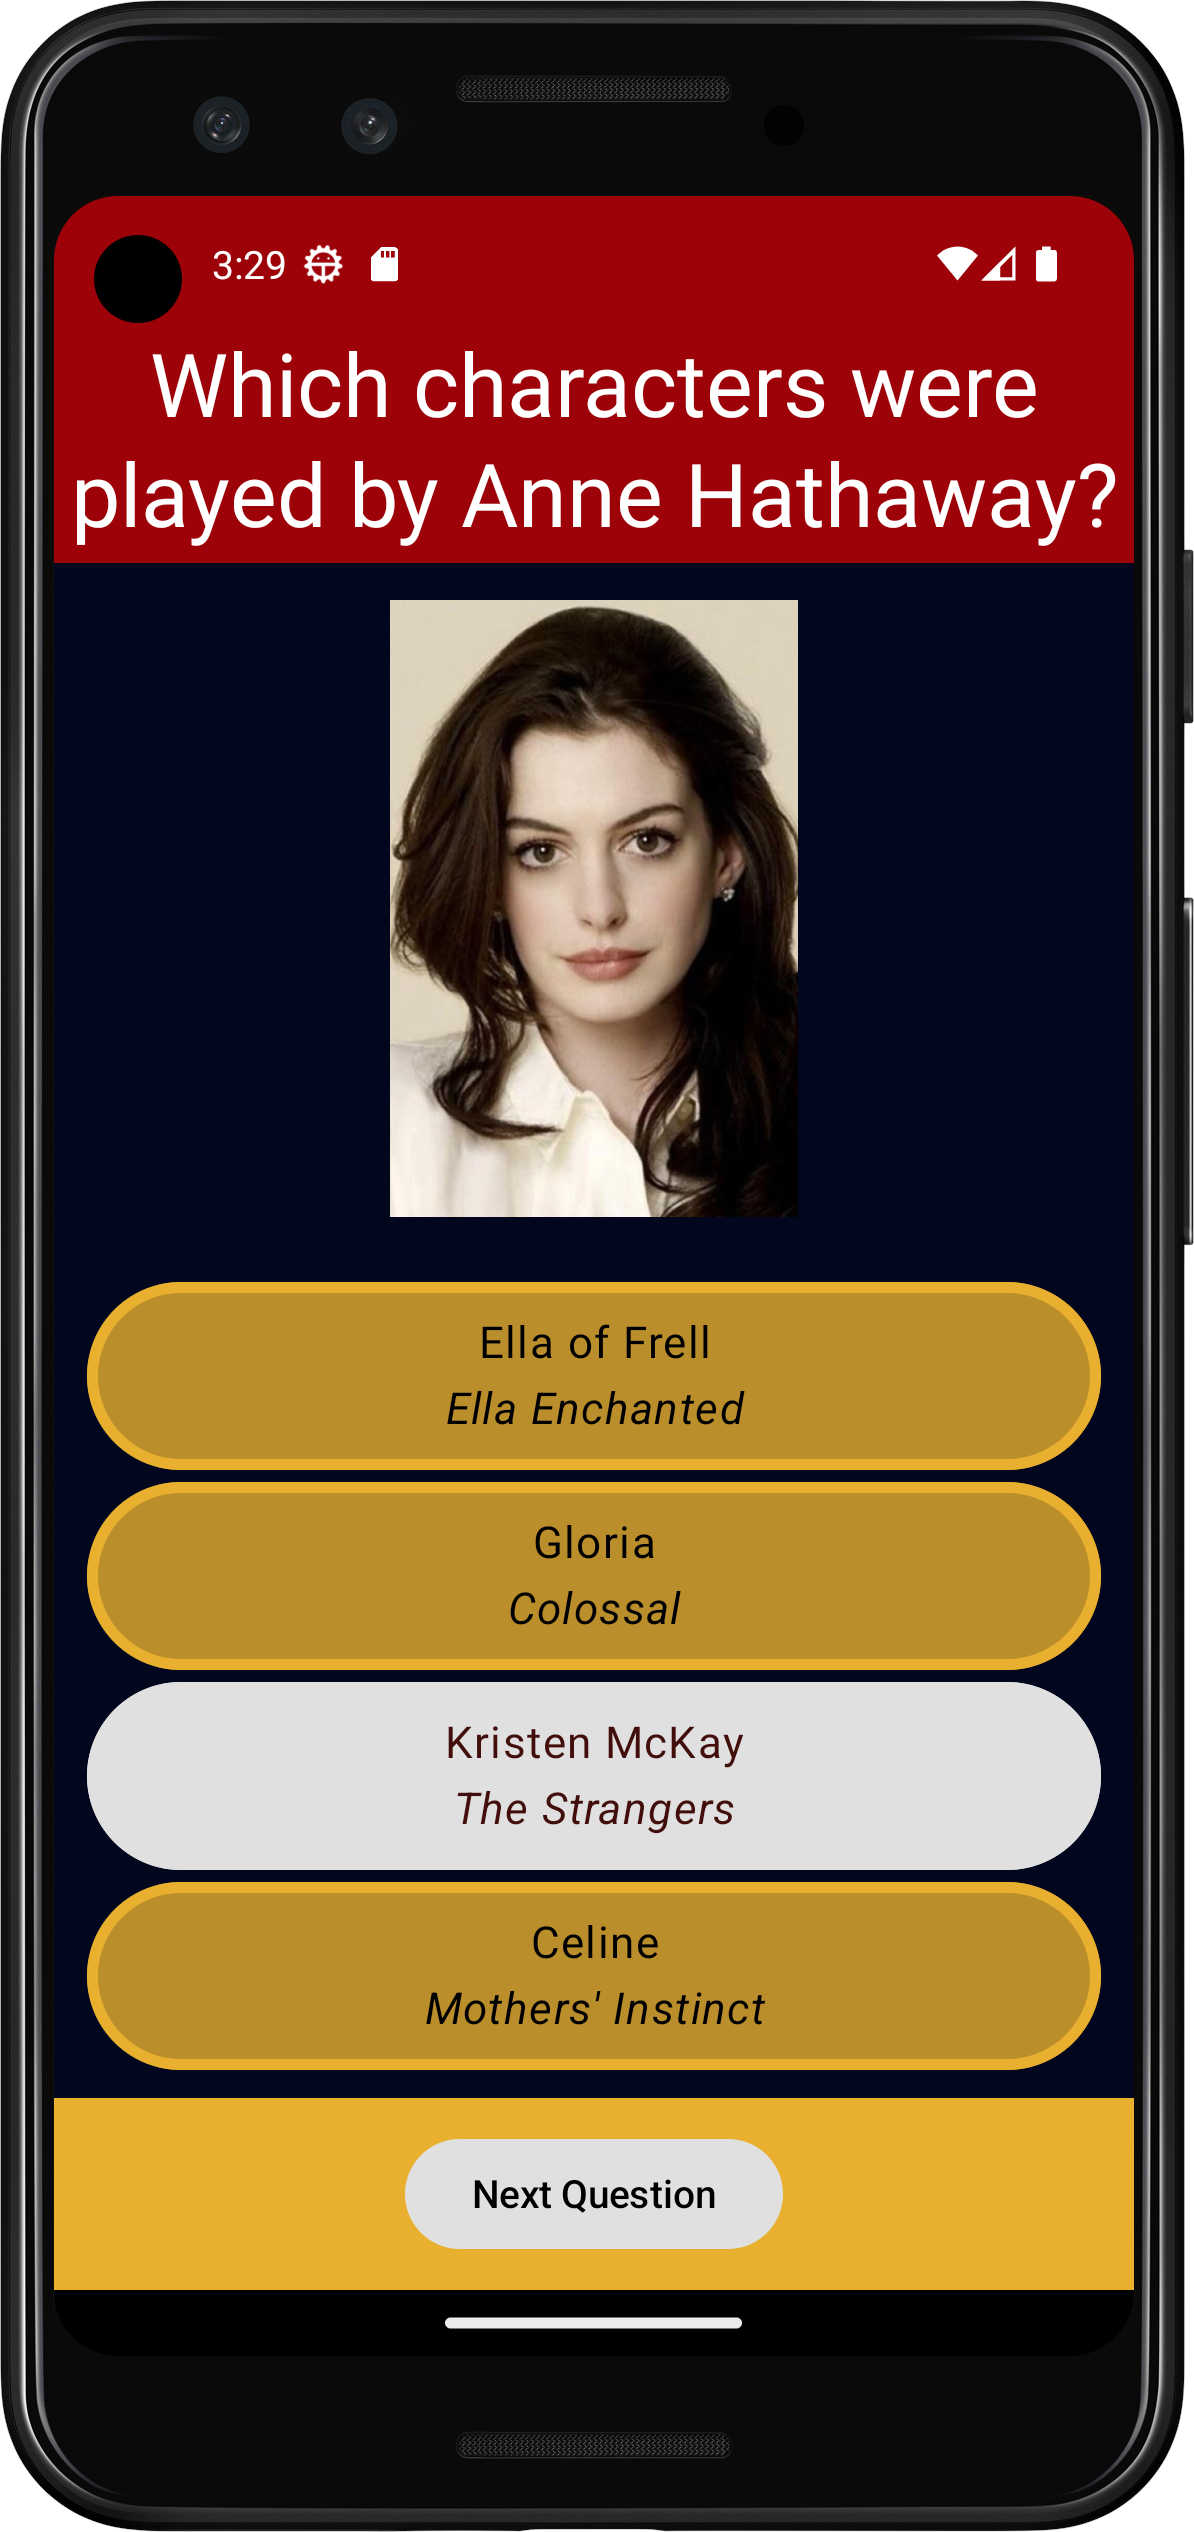 3:29
Which characters were
played by Anne Hathaway?
Ella of Frell
Ella Enchanted
Gloria
Colossal
Kristen McKay
The Strangers
Celine
Mothers' Instinct
Next Question